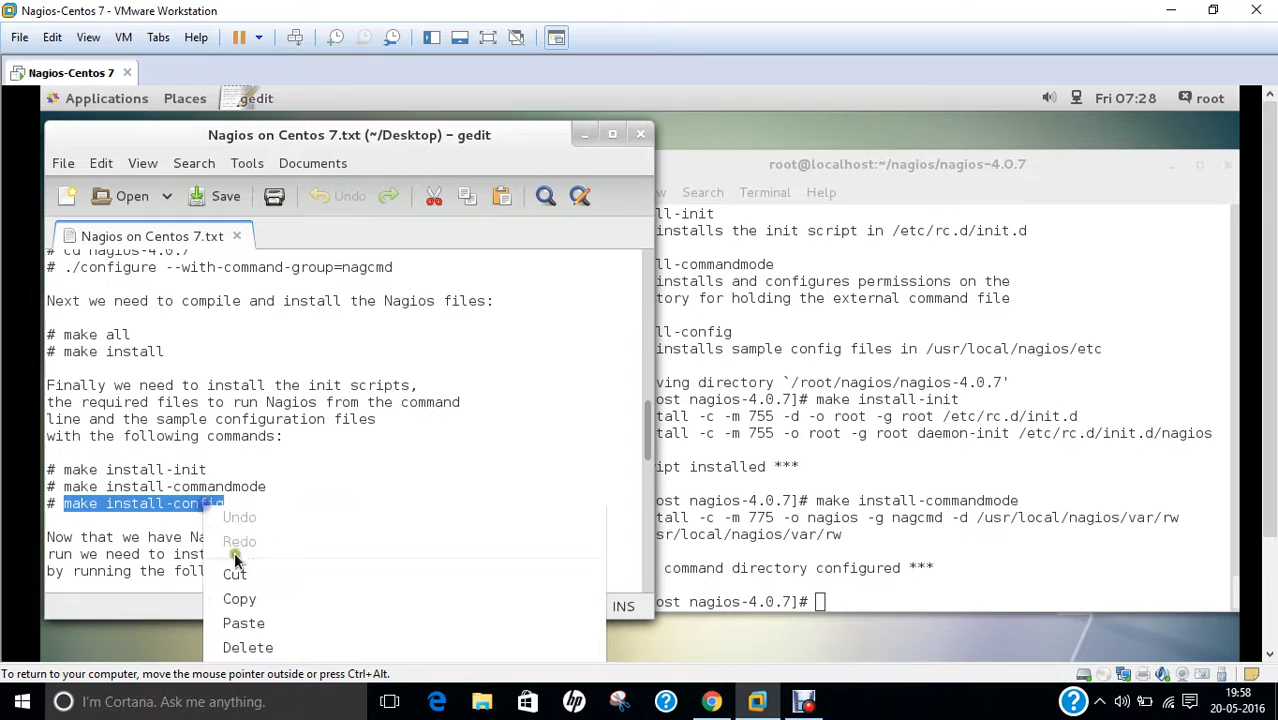 Nagios-Centos 7 - VMware Workstation
File Edit View VM Tabs Help
Nagios-Centos 7
Applications Places gedit Fri 07:28 root
Nagios on Centos 7.txt (~/Desktop) - gedit
File Edit View Search Tools Documents
Open Save Undo
Nagios on Centos 7.txt
# cd nagios-4.0.7
# ./configure --with-command-group=nagcmd
Next we need to compile and install the Nagios files:
# make all
# make install
Finally we need to install the init scripts,
the required files to run Nagios from the command
line and the sample configuration files
with the following commands:
# make install-init
# make install-commandmode
# make install-config
Now that we have Na
run we need to inst
by running the foll
Undo
Redo
Cut
Copy
Paste
Delete
INS
root@localhost:~/nagios/nagios-4.0.7
w Search Terminal Help
ll-init
installs the init script in /etc/rc.d/init.d
ll-commandmode
installs and configures permissions on the
tory for holding the external command file
ll-config
installs sample config files in /usr/local/nagios/etc
ving directory `/root/nagios/nagios-4.0.7'
ost nagios-4.0.7]# make install-init
tall -c -m 755 -d -o root -g root /etc/rc.d/init.d
tall -c -m 755 -o root -g root daemon-init /etc/rc.d/init.d/nagios
ipt installed ***
ost nagios-4.0.7]# make install-commandmode
tall -c -m 775 -o nagios -g nagcmd -d /usr/local/nagios/var/rw
usr/local/nagios/var/rw
command directory configured ***
ost nagios-4.0.7]#
To return to your computer, move the mouse pointer outside or press Ctrl+Alt.
I'm Cortana. Ask me anything.
19:58
20-05-2016